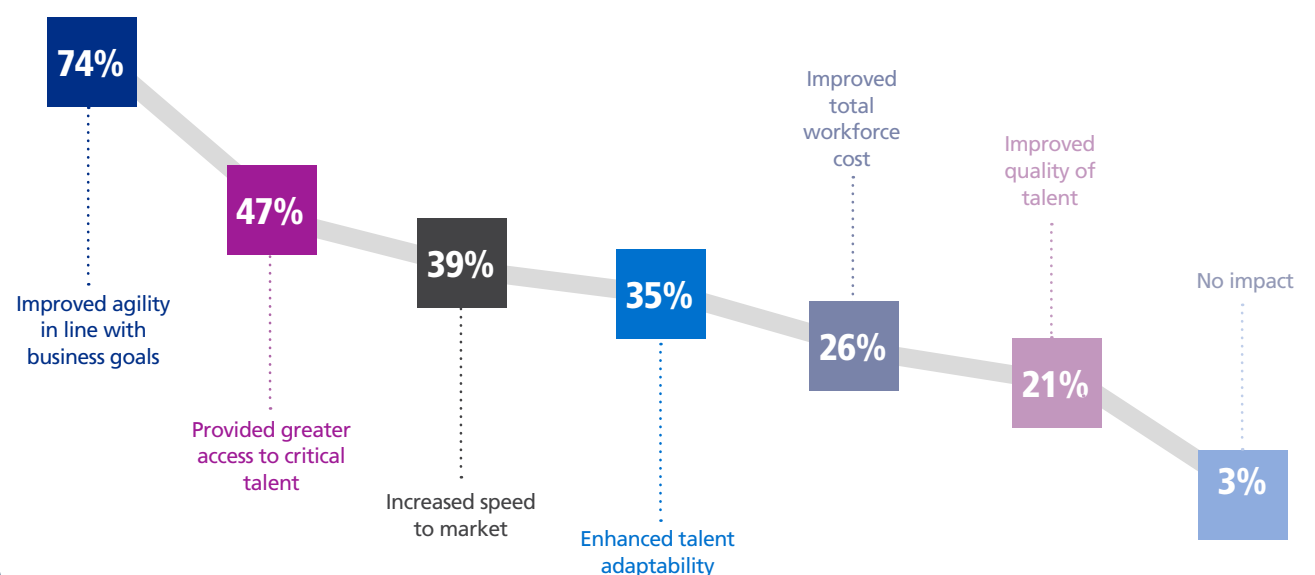 74%
Improved agility
in line with
business goals
47%
Provided greater
access to critical
talent
39%
Increased speed
to market
35%
Enhanced talent
adaptability
Improved
total
workforce
cost
26%
Improved
quality of
talent
21%
No impact
3%